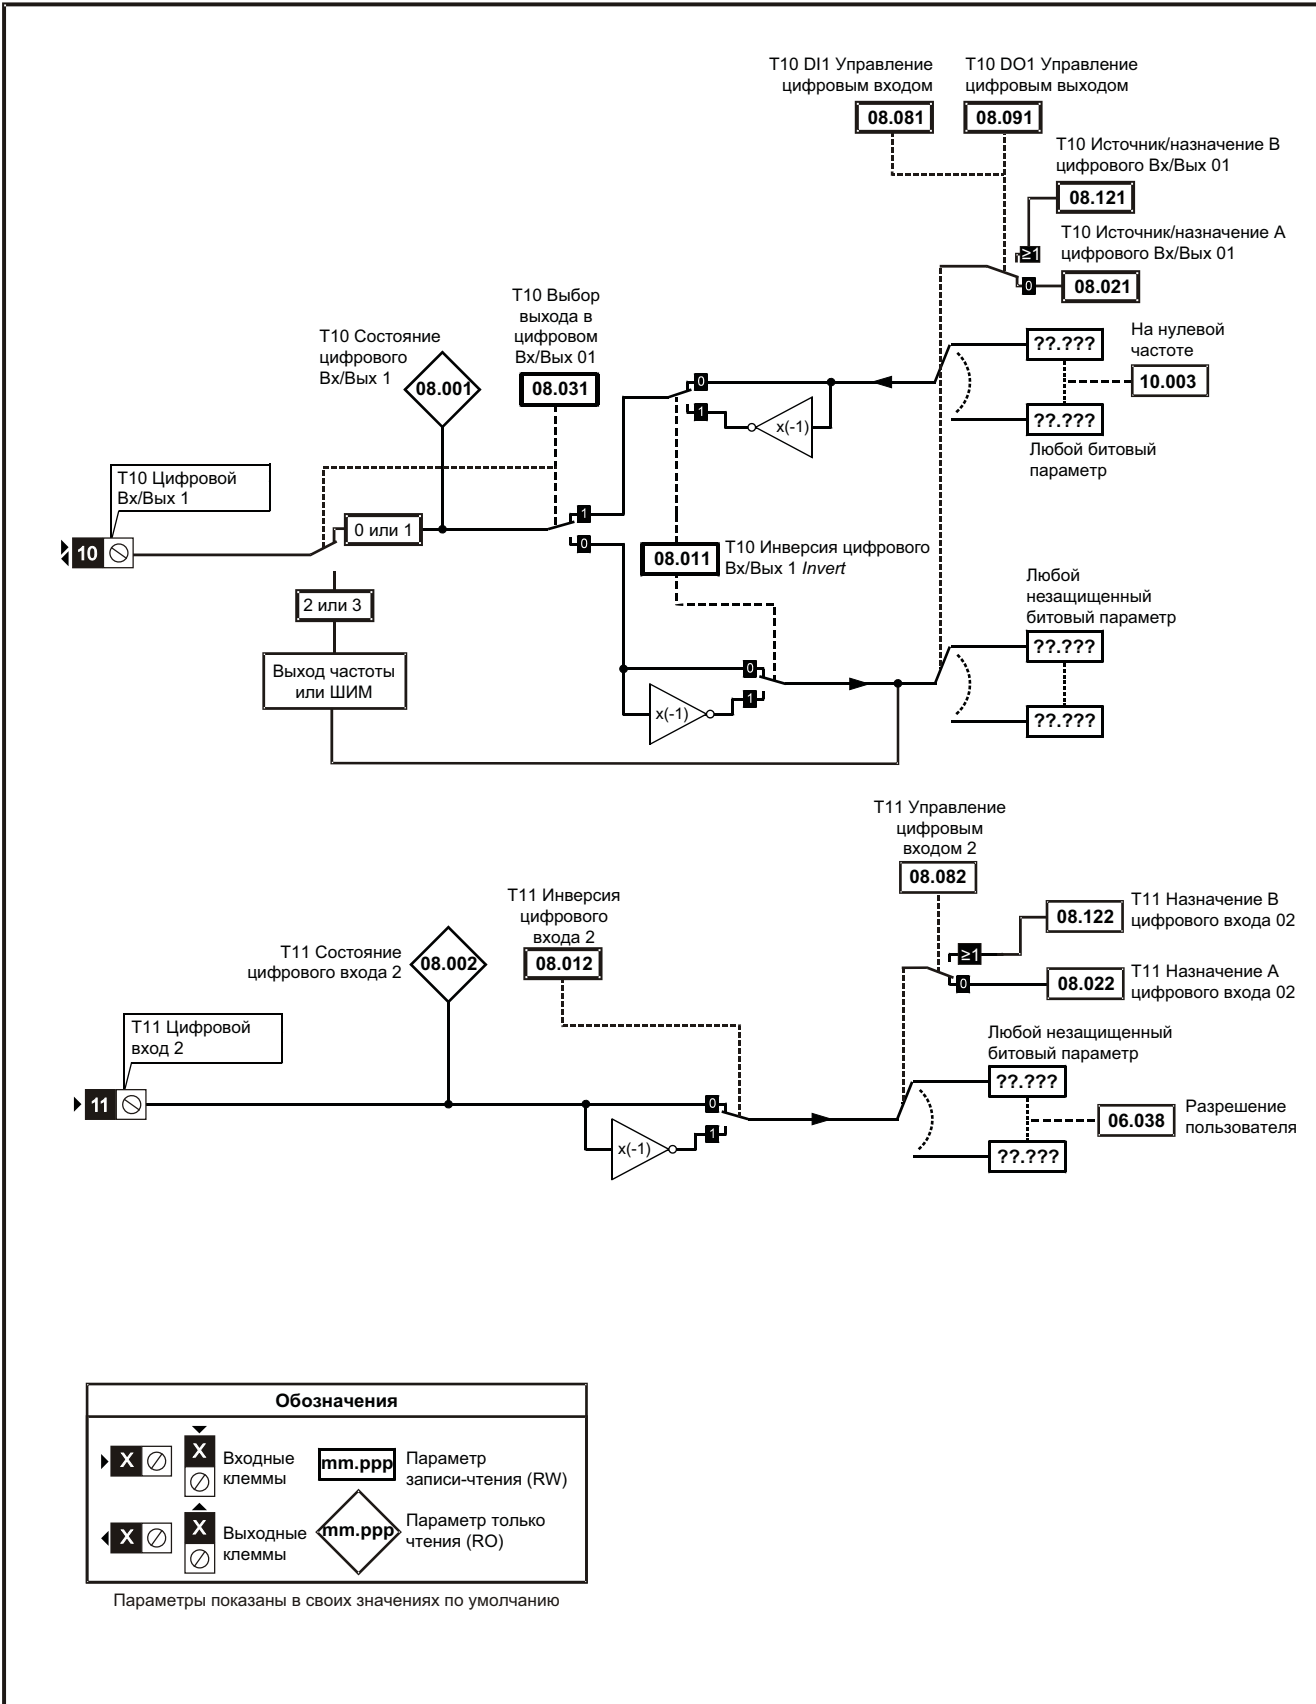 T10 DI1 Управление
цифровым входом
08.081
T10 DO1 Управление
цифровым выходом
08.091
T10 Источник/назначение B
цифрового Вх/Вых 01
08.121
T10 Источник/назначение A
цифрового Вх/Вых 01
≥1
0
08.021
T10 Выбор
выхода в
цифровом
Вх/Вых 01
08.031
T10 Состояние
цифрового
Вх/Вых 1
08.001
0
1
x(-1)
??.???
??.???
На нулевой
частоте
10.003
Любой битовый
параметр
T10 Цифровой
Вх/Вых 1
10
0 или 1
1
0
08.011
T10 Инверсия цифрового
Вх/Вых 1 Invert
2 или 3
Выход частоты
или ШИМ
0
1
x(-1)
Любой
незащищенный
битовый параметр
??.???
??.???
T11 Управление
цифровым
входом 2
08.082
T11 Инверсия
цифрового
входа 2
08.012
T11 Состояние
цифрового входа 2
08.002
≥1
0
08.122
T11 Назначение B
цифрового входа 02
08.022
T11 Назначение A
цифрового входа 02
T11 Цифровой
вход 2
11
0
1
x(-1)
Любой незащищенный
битовый параметр
??.???
??.???
06.038
Разрешение
пользователя
Обозначения
X
X
Входные
клеммы
mm.ppp
Параметр
записи-чтения (RW)
X
X
Выходные
клеммы
mm.ppp
Параметр только
чтения (RO)
Параметры показаны в своих значениях по умолчанию